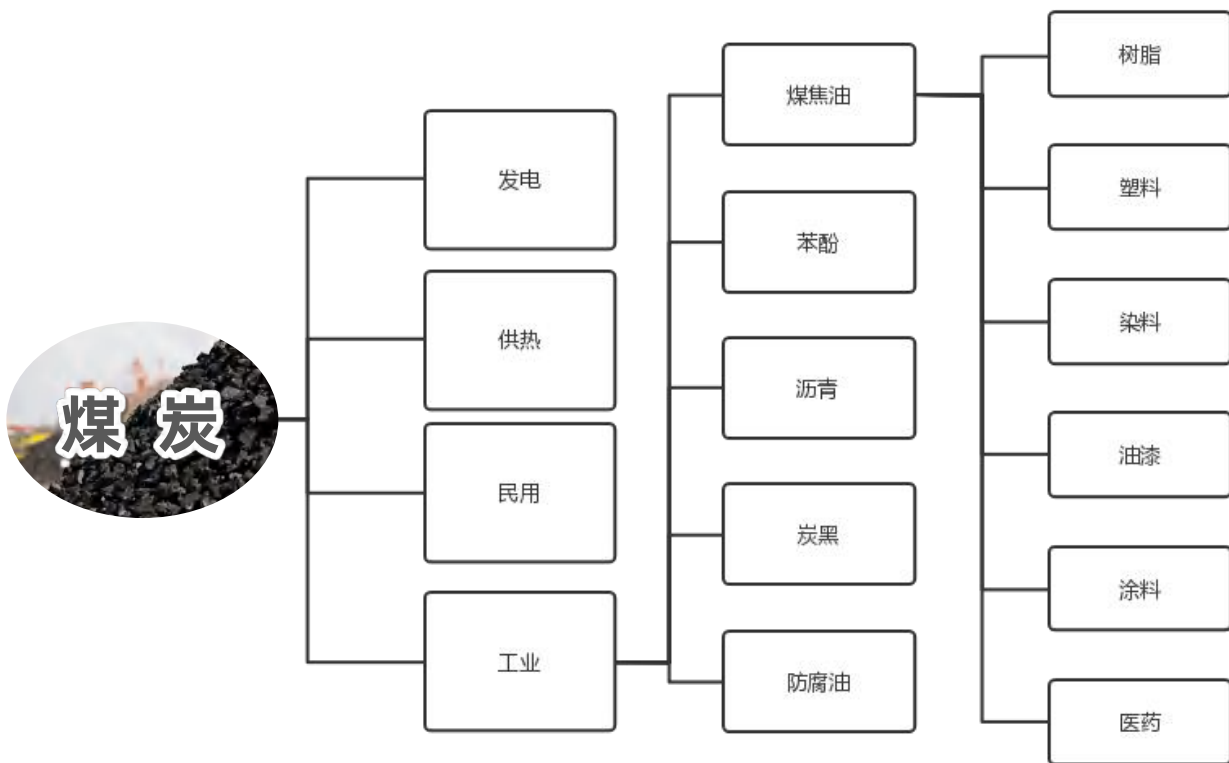 煤炭
发电
供热
民用
工业
煤焦油
苯酚
沥青
炭黑
防腐油
树脂
塑料
染料
油漆
涂料
医药